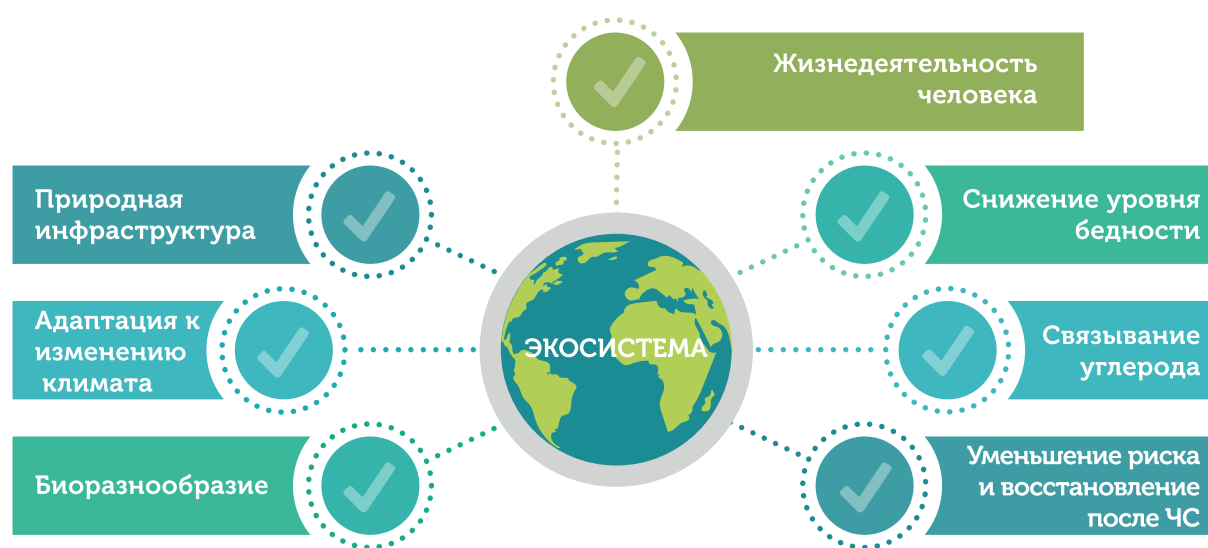 Жизнедеятельность
человека
Природная
инфраструктура
Снижение уровня
бедности
Адаптация к
изменению
климата
ЭКОСИСТЕМА
Связывание
углерода
Биоразнообразие
Уменьшение риска
и восстановление
после ЧС